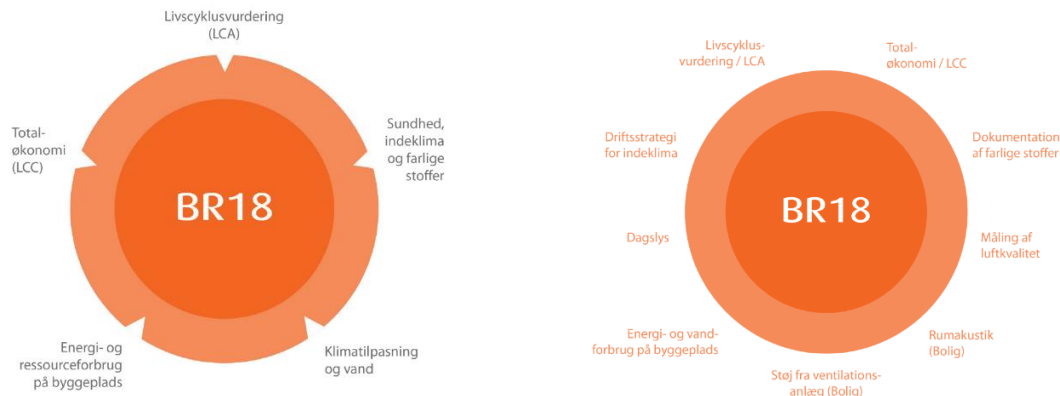 Livscyklusvurdering
(LCA)
Sundhed,
indeklima
og farlige
stoffer
Klimatilpasning
og vand
Energi- og
ressourceforbrug
på byggeplads
Total-
økonomi
(LCC)
BR18
Livscyklus-
vurdering / LCA
Total-
økonomi / LCC
Dokumentation
af farlige stoffer
Måling af
luftkvalitet
Rumakustik
(Bolig)
Støj fra ventilations-
anlæg (Bolig)
Energi- og vand-
forbrug på byggeplads
Dagslys
Driftsstrategi
for indeklima
BR18